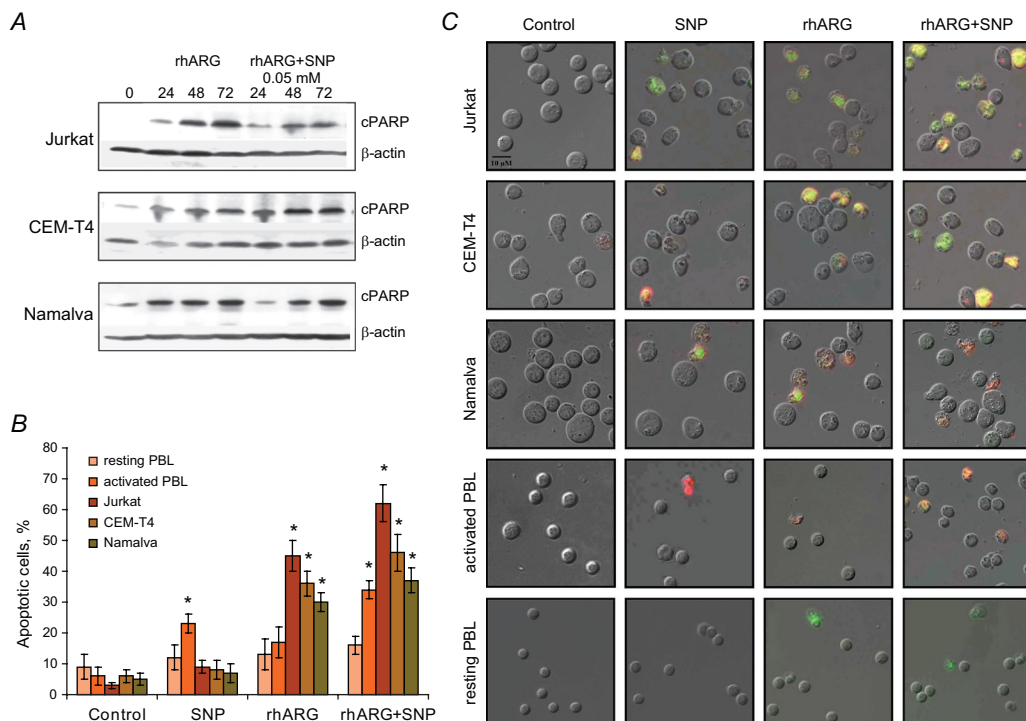 A
rhARG rhARG+SNP
0.05 mM
0 24 48 72 24 48 72
Jurkat
cPARP
β-actin
CEM-T4
cPARP
β-actin
Namalva
cPARP
β-actin
B
Apoptotic cells, %
80
70
60
50
40
30
20
10
0
resting PBL
activated PBL
Jurkat
CEM-T4
Namalva
* * * * * * * *
Control SNP rhARG rhARG+SNP
C
Control SNP rhARG rhARG+SNP
Jurkat
10 μM
CEM-T4
Namalva
activated PBL
resting PBL